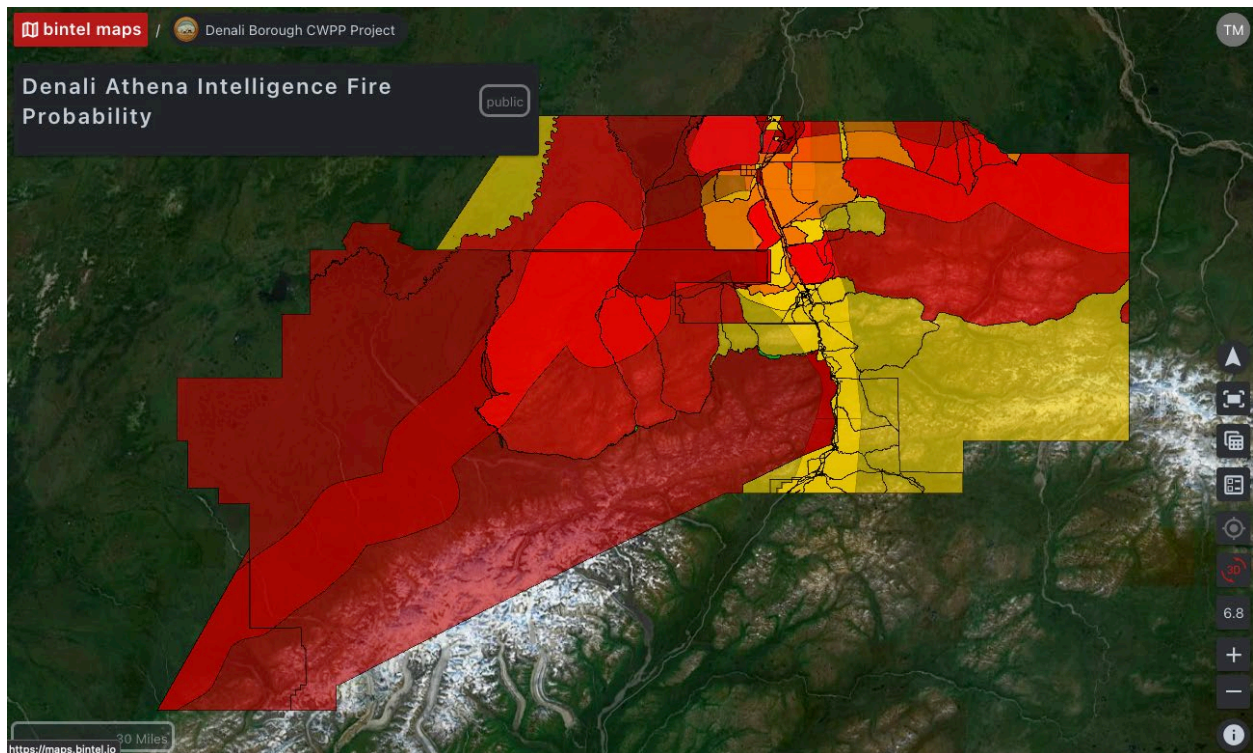 bintel maps / Denali Borough CWPP Project
TM
Denali Athena Intelligence Fire
Probability
public
3D
6.8
30 Miles
https://maps.bintel.io